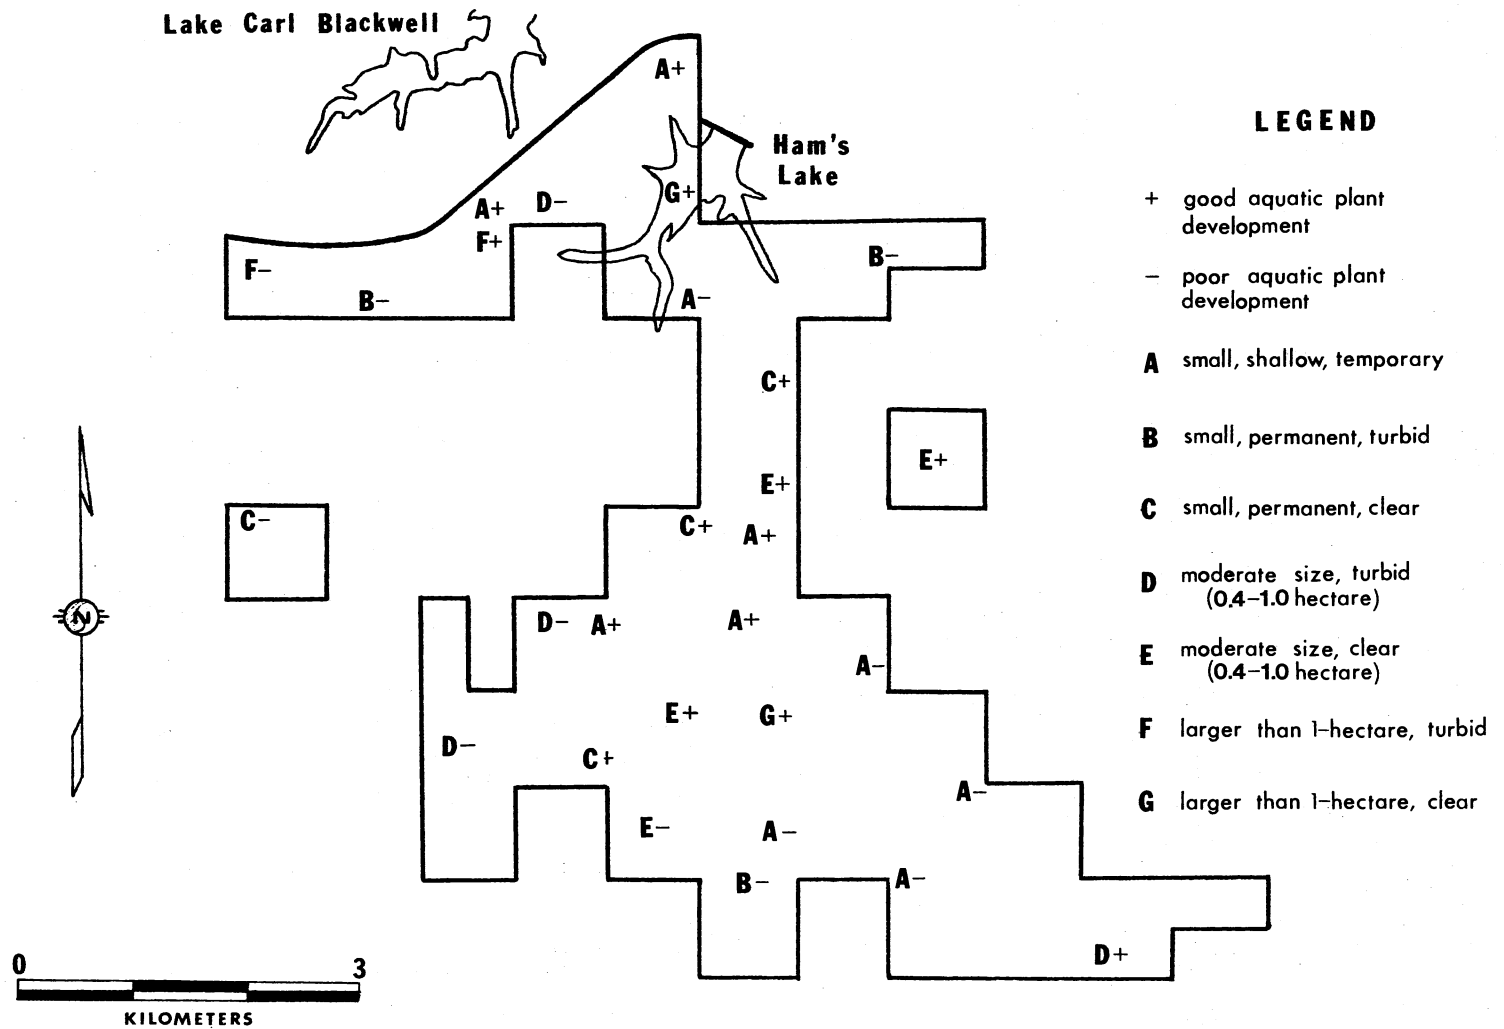 Lake Carl Blackwell
A+
Ham's
Lake
G+
A+
D–
F+
F–
B–
B–
A–
C+
E+
E+
C–
C+
A+
D–
A+
A+
A–
E+
G+
D–
C+
A–
E–
A–
B–
A–
D+
N
0
3
KILOMETERS
LEGEND
+ good aquatic plant
development
– poor aquatic plant
development
A small, shallow, temporary
B small, permanent, turbid
C small, permanent, clear
D moderate size, turbid
(0.4–1.0 hectare)
E moderate size, clear
(0.4–1.0 hectare)
F larger than 1–hectare, turbid
G larger than 1–hectare, clear